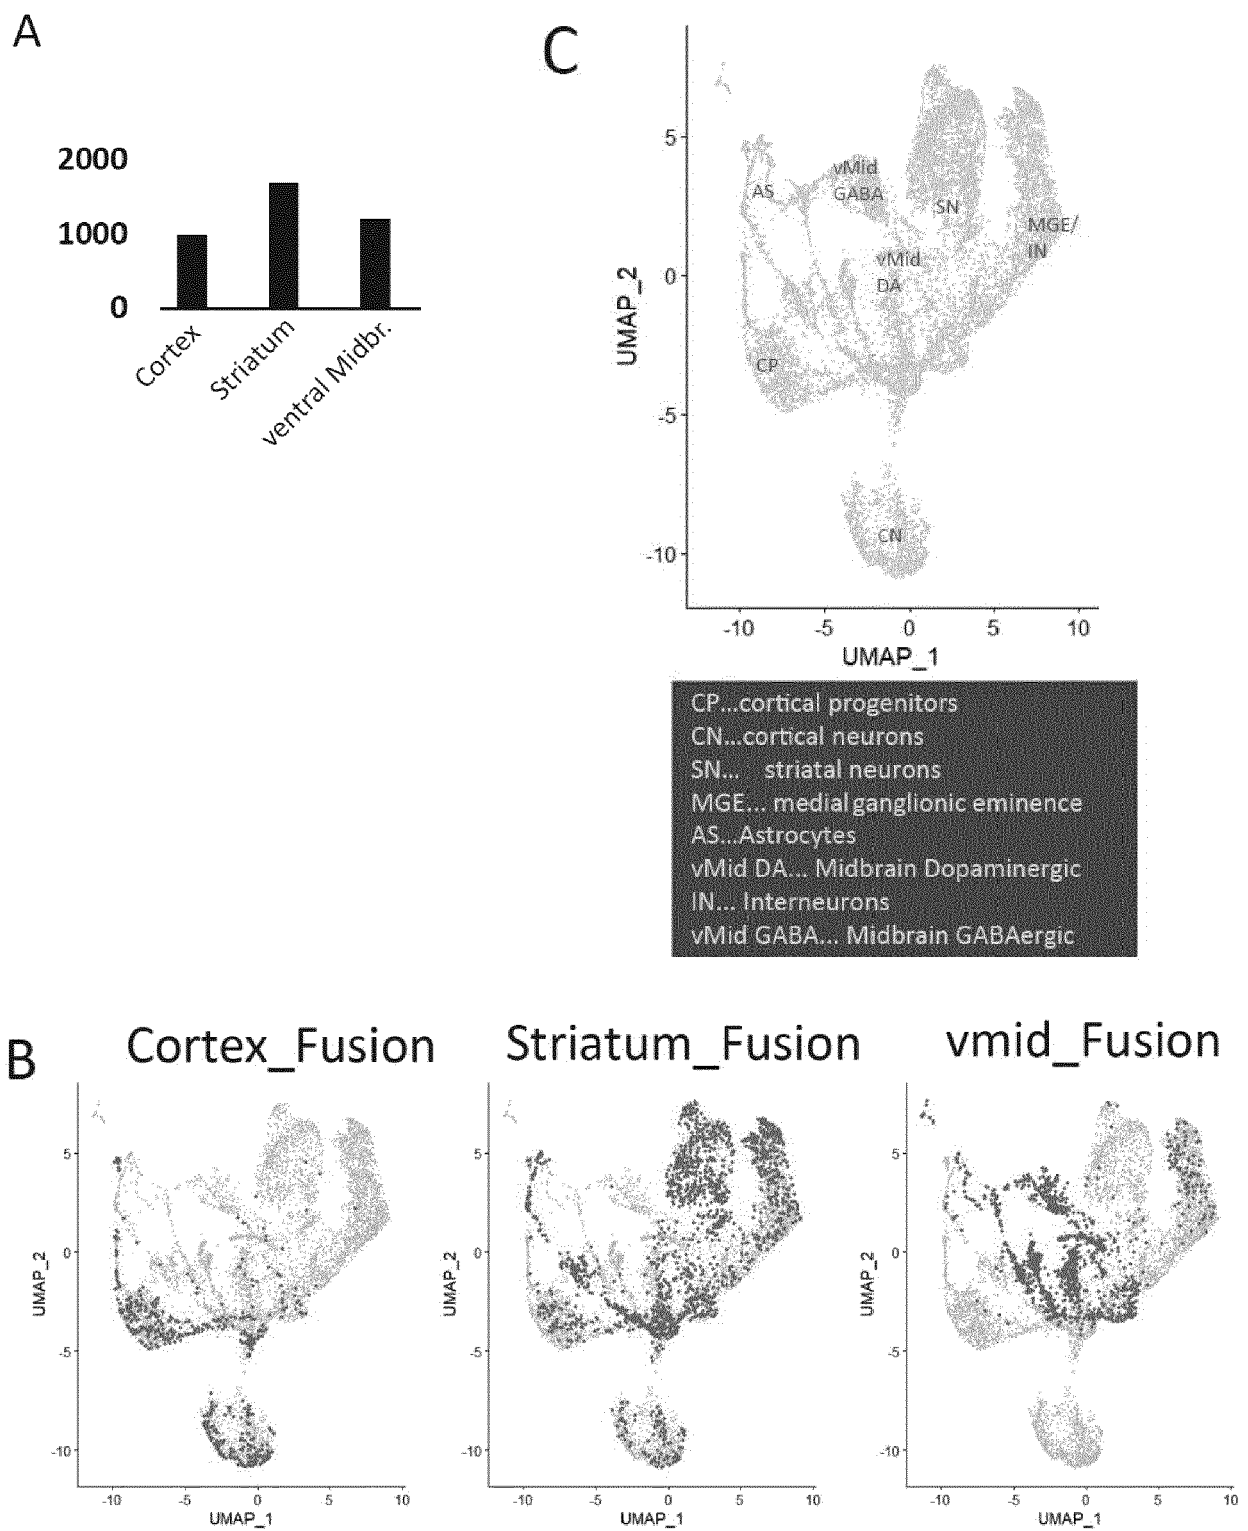 A
2000
1000
0
Cortex
Striatum
ventral Midbr.
C
UMAP_2
5
0
-5
-10
AS
vMid
GABA
SN
MGE/
IN
vMid
DA
CP
CN
-10 -5 0 5 10
UMAP_1
CP...cortical progenitors
CN...cortical neurons
SN... striatal neurons
MGE... medial ganglionic eminence
AS...Astrocytes
vMid DA... Midbrain Dopaminergic
IN... Interneurons
vMid GABA... Midbrain GABAergic
B
Cortex_Fusion
UMAP_2
5
0
-5
-10
-10 -5 0 5 10
UMAP_1
Striatum_Fusion
UMAP_2
5
0
-5
-10
-10 -5 0 5 10
UMAP_1
vmid_Fusion
UMAP_2
5
0
-5
-10
-10 -5 0 5 10
UMAP_1